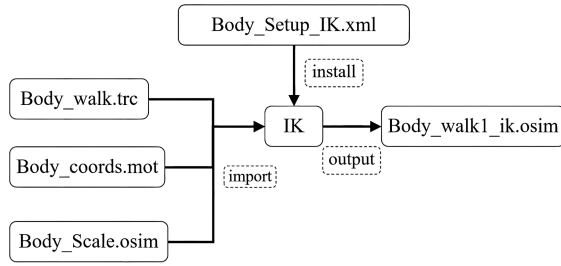 Body_Setup_IK.xml
install
Body_walk.trc
IK
Body_walk1_ik.osim
Body_coords.mot
import
output
Body_Scale.osim